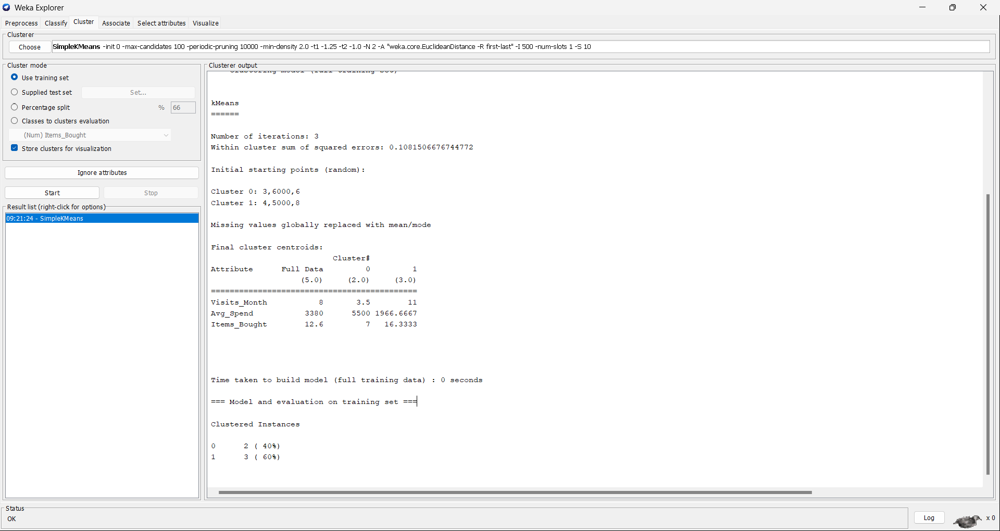 Weka Explorer
Preprocess Classify Cluster Associate Select attributes Visualize
Clusterer
Choose SimpleKMeans -init 0 -max-candidates 100 -periodic-pruning 10000 -min-density 2.0 -t1 -1.25 -t2 -1.0 -N 2 -A "weka.core.EuclideanDistance -R first-last" -I 500 -num-slots 1 -S 10
Cluster mode
Use training set
Supplied test set Set...
Percentage split % 66
Classes to clusters evaluation
(Num) Items_Bought
Store clusters for visualization
Ignore attributes
Start Stop
Result list (right-click for options)
09:21:24 - SimpleKMeans
Clusterer output
=== Clustering model (full training set) ===
kMeans
======
Number of iterations: 3
Within cluster sum of squared errors: 0.1081506676744772
Initial starting points (random):
Cluster 0: 3,6000,6
Cluster 1: 4,5000,8
Missing values globally replaced with mean/mode
Final cluster centroids:
Cluster#
Attribute Full Data 0 1
(5.0) (2.0) (3.0)
============================================
Visits_Month 8 3.5 11
Avg_Spend 3380 5500 1966.6667
Items_Bought 12.6 7 16.3333
Time taken to build model (full training data) : 0 seconds
=== Model and evaluation on training set ===
Clustered Instances
0 2 ( 40%)
1 3 ( 60%)
Status
OK
Log x 0